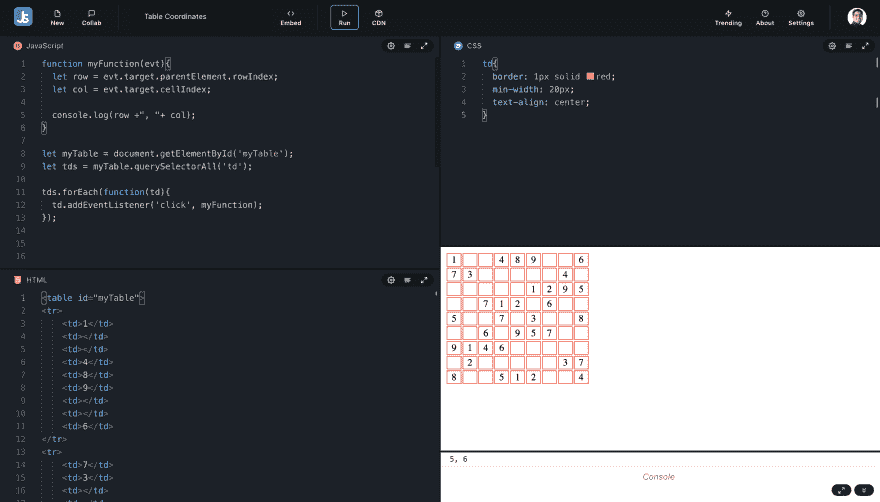 JS New Collab Table Coordinates Embed Run CDN Trending About Settings
JavaScript
1 function myFunction(evt){
2 let row = evt.target.parentElement.rowIndex;
3 let col = evt.target.cellIndex;
4
5 console.log(row +", "+ col);
6 }
7
8 let myTable = document.getElementById('myTable');
9 let tds = myTable.querySelectorAll('td');
10
11 tds.forEach(function(td){
12 td.addEventListener('click', myFunction);
13 });
14
15
16
CSS
1 td{
2 border: 1px solid red;
3 min-width: 20px;
4 text-align: center;
5 }
HTML
1 <table id="myTable">
2 <tr>
3 <td>1</td>
4 <td></td>
5 <td></td>
6 <td>4</td>
7 <td>8</td>
8 <td>9</td>
9 <td></td>
10 <td></td>
11 <td>6</td>
12 </tr>
13 <tr>
14 <td>7</td>
15 <td>3</td>
16 <td></td>
1 4 8 9 6
7 3 4
1 2 9 5
7 1 2 6
5 7 3 8
6 9 5 7
9 1 4 6
2 3 7
8 5 1 2 4
5, 6
Console